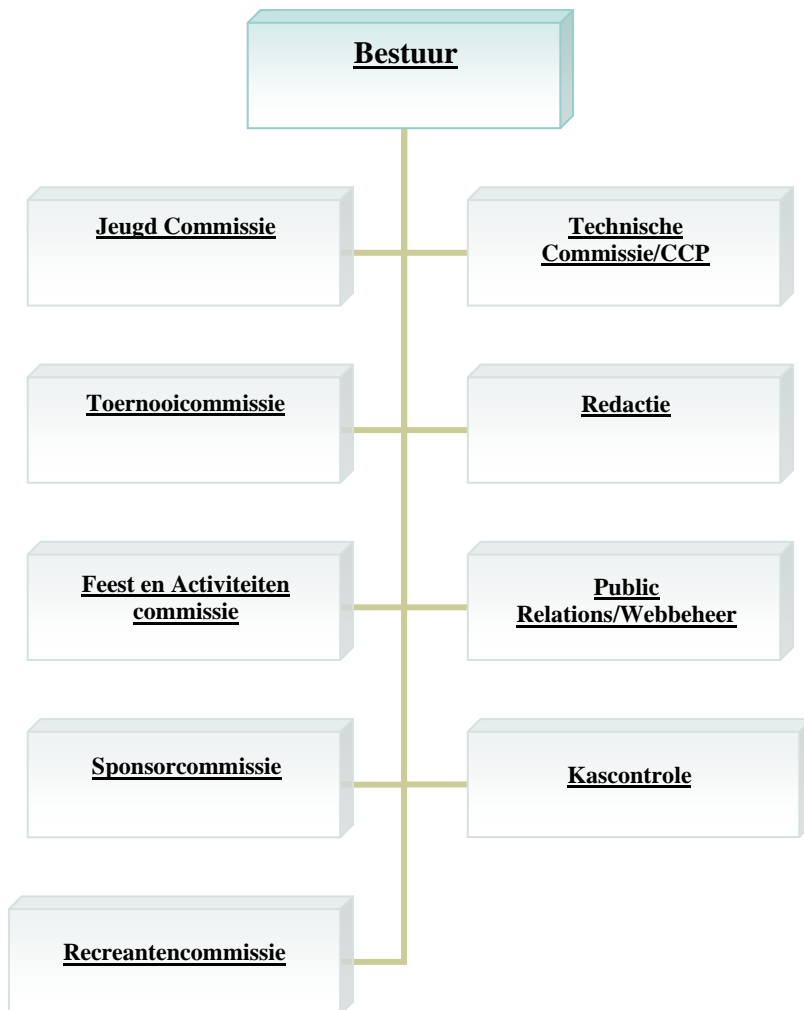 Bestuur
Jeugd Commissie
Technische
Commissie/CCP
Toernooicommissie
Redactie
Feest en Activiteiten
commissie
Public
Relations/Webbeheer
Sponsorcommissie
Kascontrole
Recreantencommissie